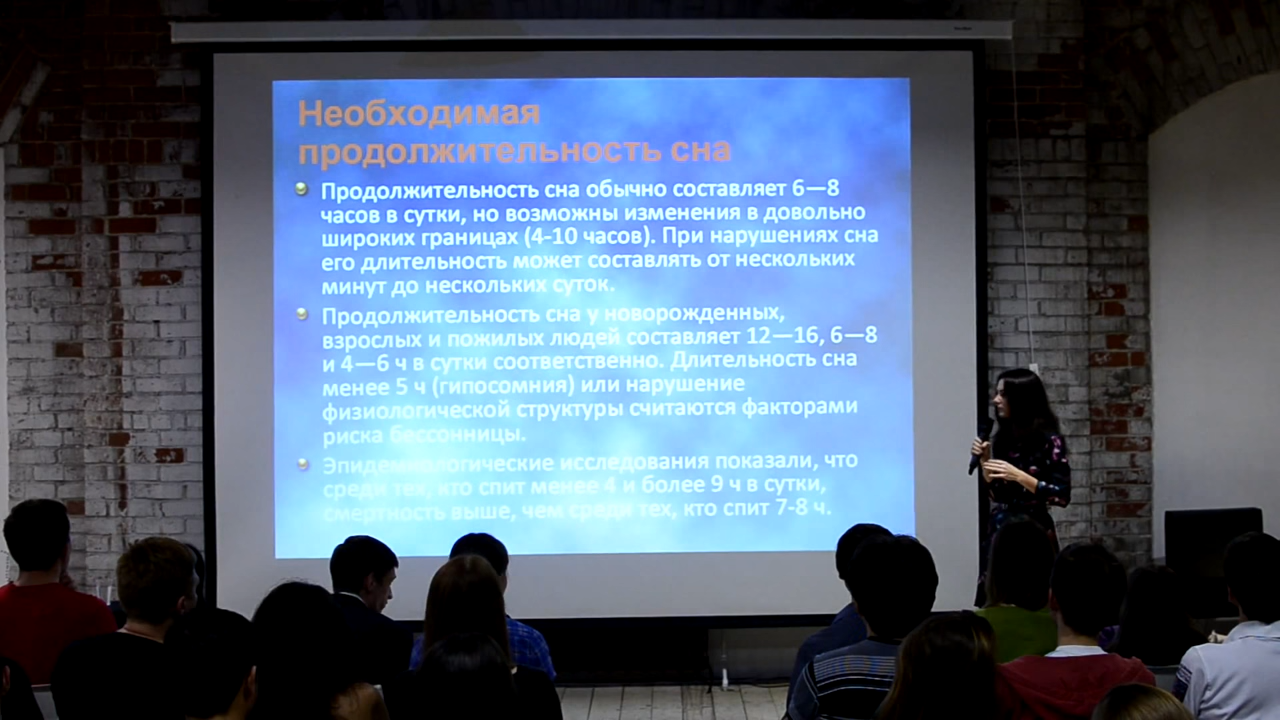 Необходимая
продолжительность сна
Продолжительность сна обычно составляет 6—8
часов в сутки, но возможны изменения в довольно
широких границах (4-10 часов). При нарушениях сна
его длительность может составлять от нескольких
минут до нескольких суток.
Продолжительность сна у новорожденных,
взрослых и пожилых людей составляет 12—16, 6—8
и 4—6 ч в сутки соответственно. Длительность сна
менее 5 ч (гипосомния) или нарушение
физиологической структуры считаются факторами
риска бессонницы.
Эпидемиологические исследования показали, что
среди тех, кто спит менее 4 и более 9 ч в сутки,
смертность выше, чем среди тех, кто спит 7-8 ч.